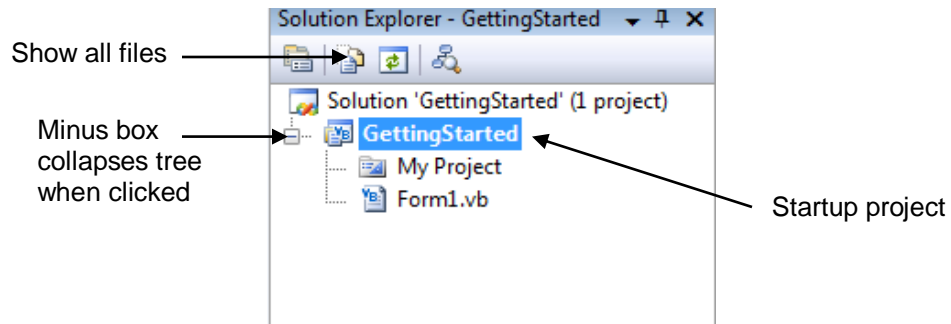 Solution Explorer - GettingStarted
Show all files
Solution 'GettingStarted' (1 project)
Minus box
collapses tree
when clicked
GettingStarted
My Project
Form1.vb
Startup project